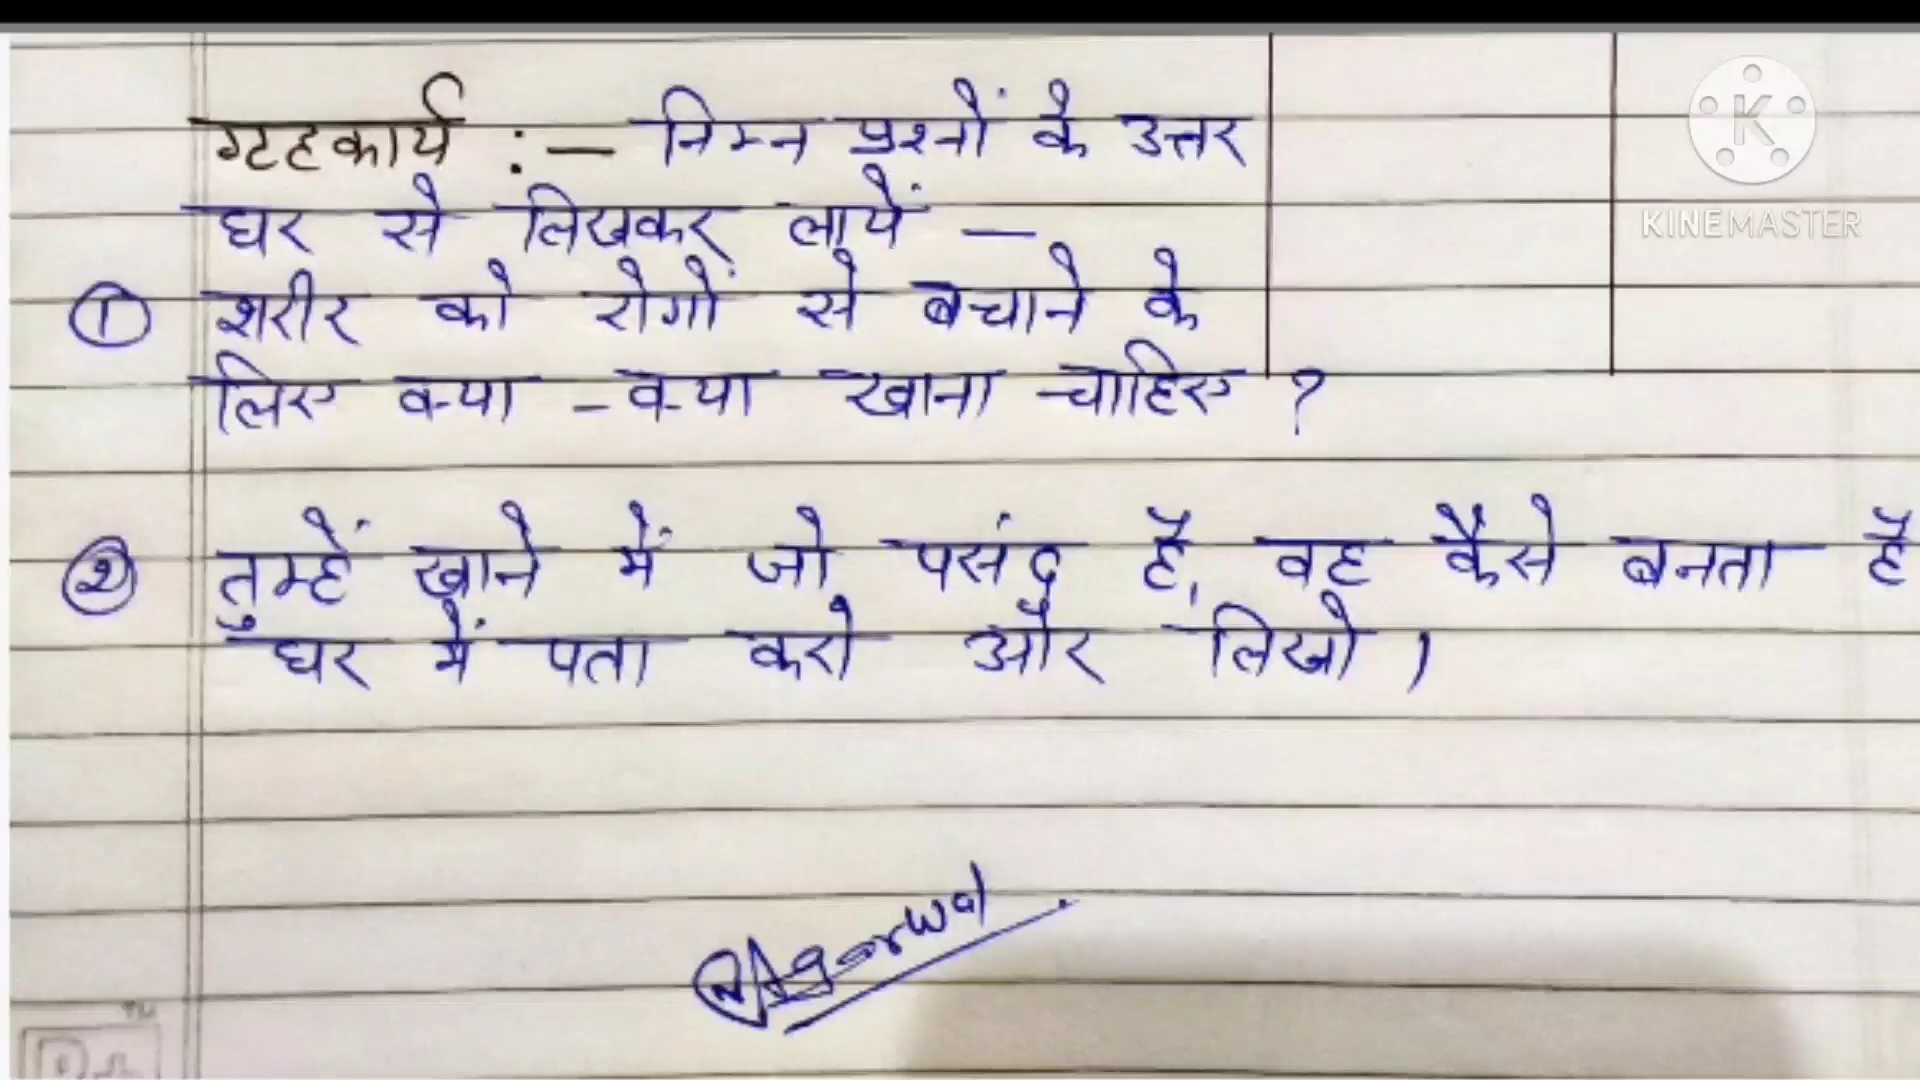 गृहकार्य :- निम्न प्रश्नों के उत्तर
घर से लिखकर लायें -
① शरीर को रोगों से बचाने के
लिए क्या - क्या खाना चाहिए ?
② तुम्हें खाने में जो पसंद है, वह कैसे बनता है
घर में पता करो और लिखो।
Agarwal
K
KINEMASTER